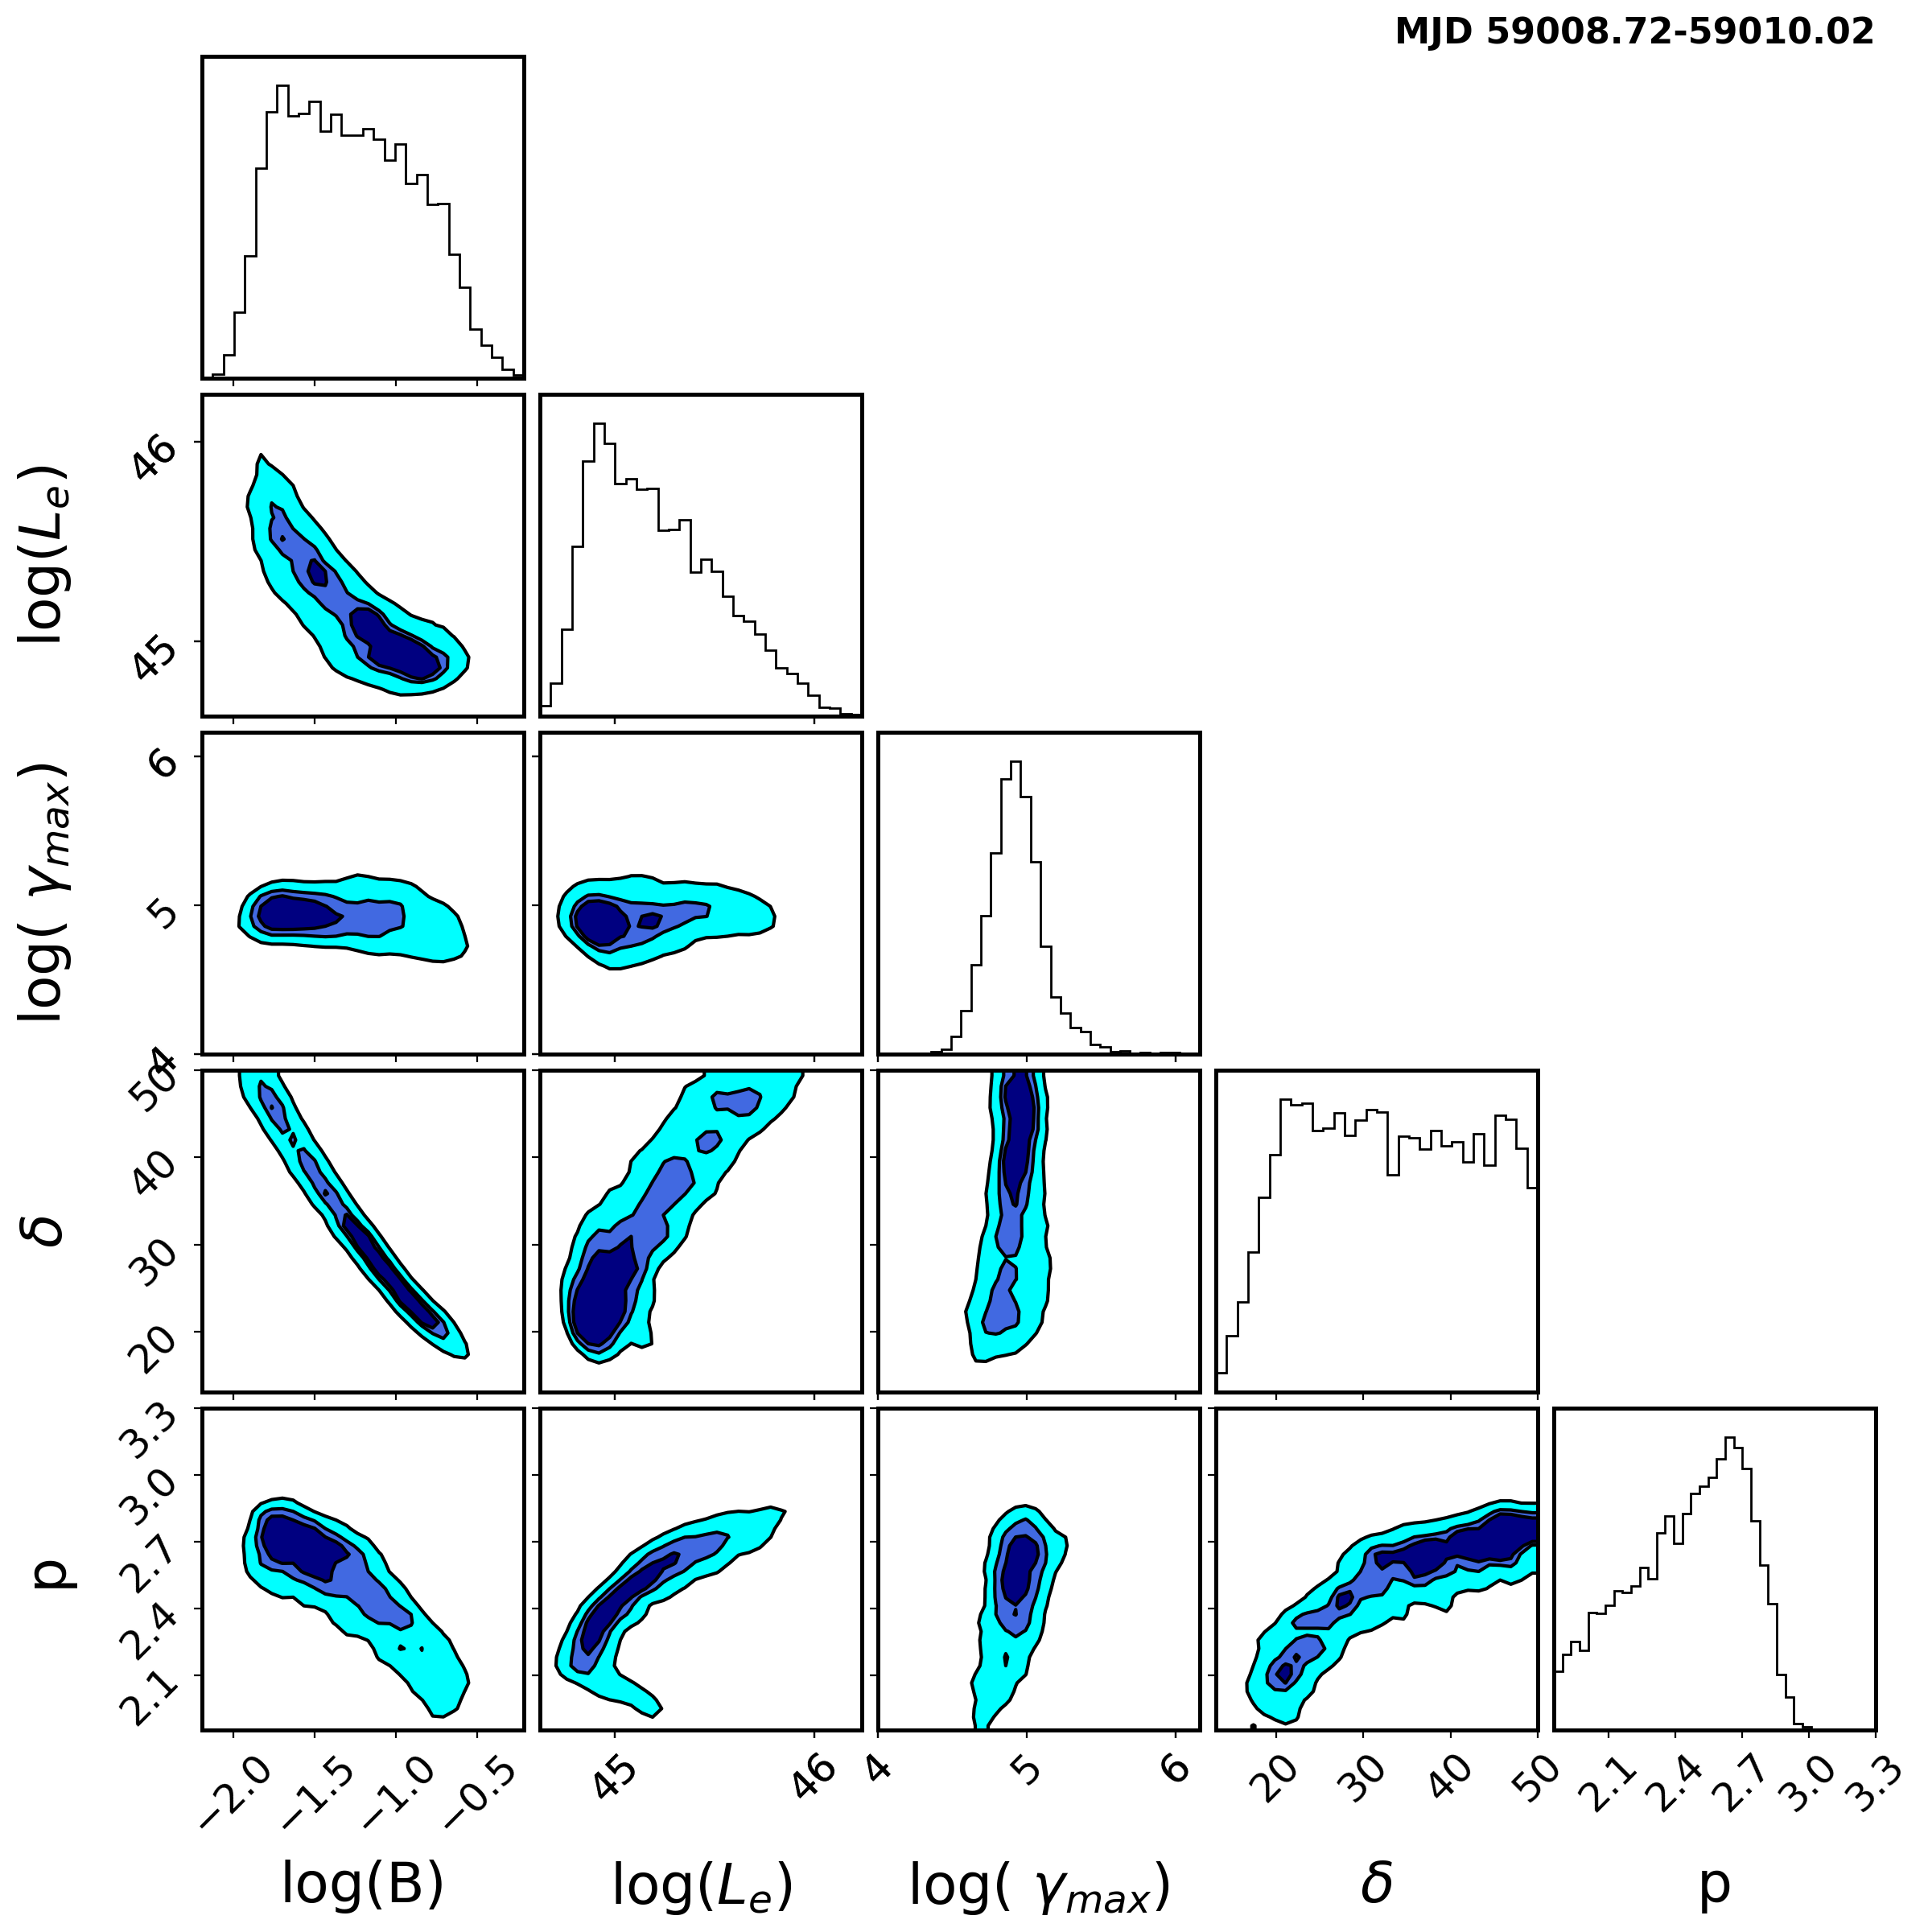 MJD 59008.72-59010.02
46
45
log(L_e)
6
5
4
log( γ_max)
50
40
30
20
δ
3.3
3.0
2.7
2.4
2.1
p
−2.0 −1.5 −1.0 −0.5 45 46 4 5 6 20 30 40 50 2.1 2.4 2.7 3.0 3.3
log(B) log(L_e) log( γ_max) δ p